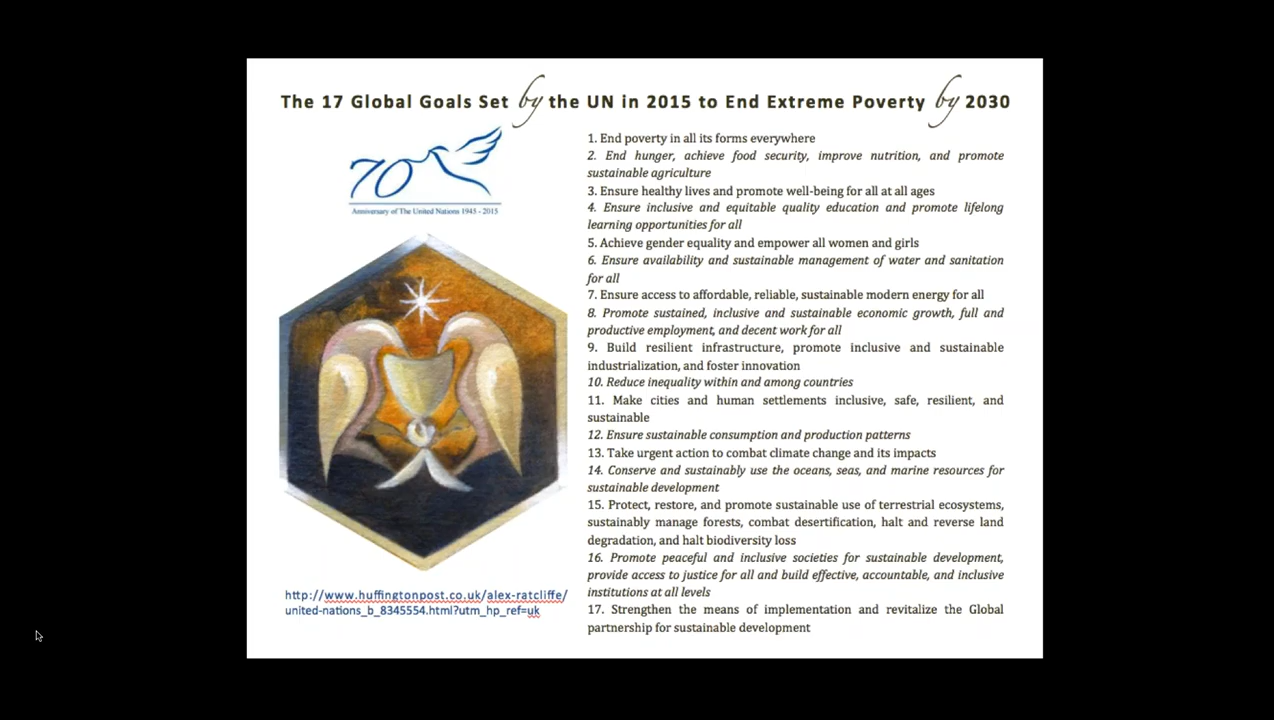 The 17 Global Goals Set by the UN in 2015 to End Extreme Poverty by 2030
70
Anniversary of The United Nations 1945 - 2015
http://www.huffingtonpost.co.uk/alex-ratcliffe/
united-nations_b_8345554.html?utm_hp_ref=uk
1. End poverty in all its forms everywhere
2. End hunger, achieve food security, improve nutrition, and promote
sustainable agriculture
3. Ensure healthy lives and promote well-being for all at all ages
4. Ensure inclusive and equitable quality education and promote lifelong
learning opportunities for all
5. Achieve gender equality and empower all women and girls
6. Ensure availability and sustainable management of water and sanitation
for all
7. Ensure access to affordable, reliable, sustainable modern energy for all
8. Promote sustained, inclusive and sustainable economic growth, full and
productive employment, and decent work for all
9. Build resilient infrastructure, promote inclusive and sustainable
industrialization, and foster innovation
10. Reduce inequality within and among countries
11. Make cities and human settlements inclusive, safe, resilient, and
sustainable
12. Ensure sustainable consumption and production patterns
13. Take urgent action to combat climate change and its impacts
14. Conserve and sustainably use the oceans, seas, and marine resources for
sustainable development
15. Protect, restore, and promote sustainable use of terrestrial ecosystems,
sustainably manage forests, combat desertification, halt and reverse land
degradation, and halt biodiversity loss
16. Promote peaceful and inclusive societies for sustainable development,
provide access to justice for all and build effective, accountable, and inclusive
institutions at all levels
17. Strengthen the means of implementation and revitalize the Global
partnership for sustainable development